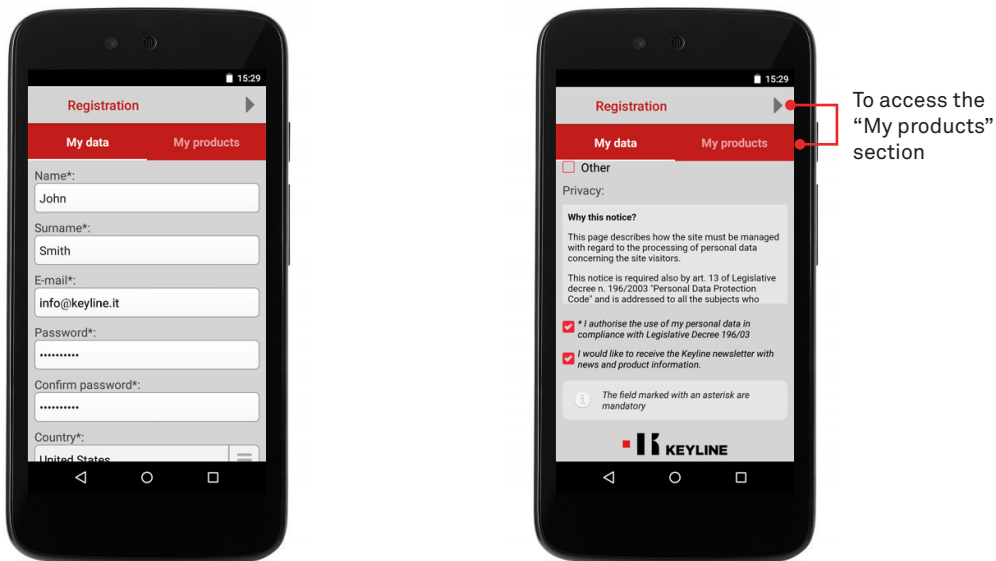 15:29
Registration
My data
My products
Name*:
John
Surname*:
Smith
E-mail*:
info@keyline.it
Password*:
••••••••••
Confirm password*:
••••••••••
Country*:
United States
15:29
Registration
My data
My products
Other
Privacy:
Why this notice?
This page describes how the site must be managed
with regard to the processing of personal data
concerning the site visitors.
This notice is required also by art. 13 of Legislative
decree n. 196/2003 "Personal Data Protection
Code" and is addressed to all the subjects who
* I authorise the use of my personal data in
compliance with Legislative Decree 196/03
I would like to receive the Keyline newsletter with
news and product information.
The field marked with an asterisk are
mandatory
KEYLINE
To access the
“My products”
section